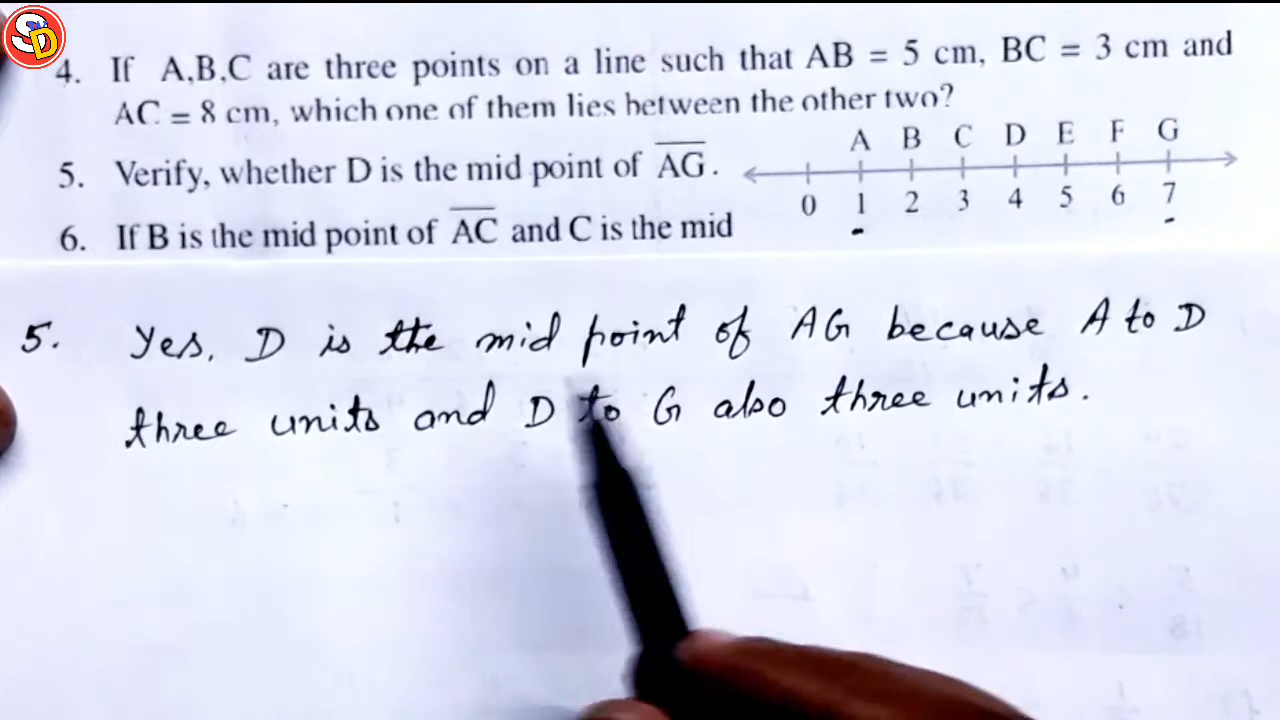 SD
4. If A,B,C are three points on a line such that AB = 5 cm, BC = 3 cm and
AC = 8 cm, which one of them lies between the other two?
5. Verify, whether D is the mid point of A̅G̅.
A B C D E F G
0 1 2 3 4 5 6 7
6. If B is the mid point of A̅C̅ and C is the mid
5. Yes, D is the mid point of AG because A to D
three units and D to G also three units.